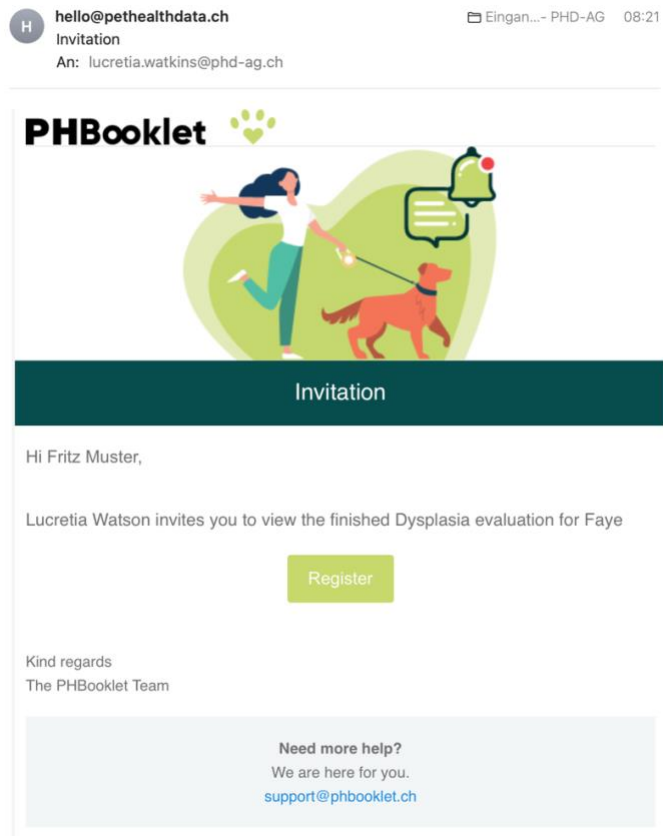 H
hello@pethealthdata.ch
Eingan...- PHD-AG 08:21
Invitation
An: lucretia.watkins@phd-ag.ch
PHBooklet
Invitation
Hi Fritz Muster,
Lucretia Watson invites you to view the finished Dysplasia evaluation for Faye
Register
Kind regards
The PHBooklet Team
Need more help?
We are here for you.
support@phbooklet.ch